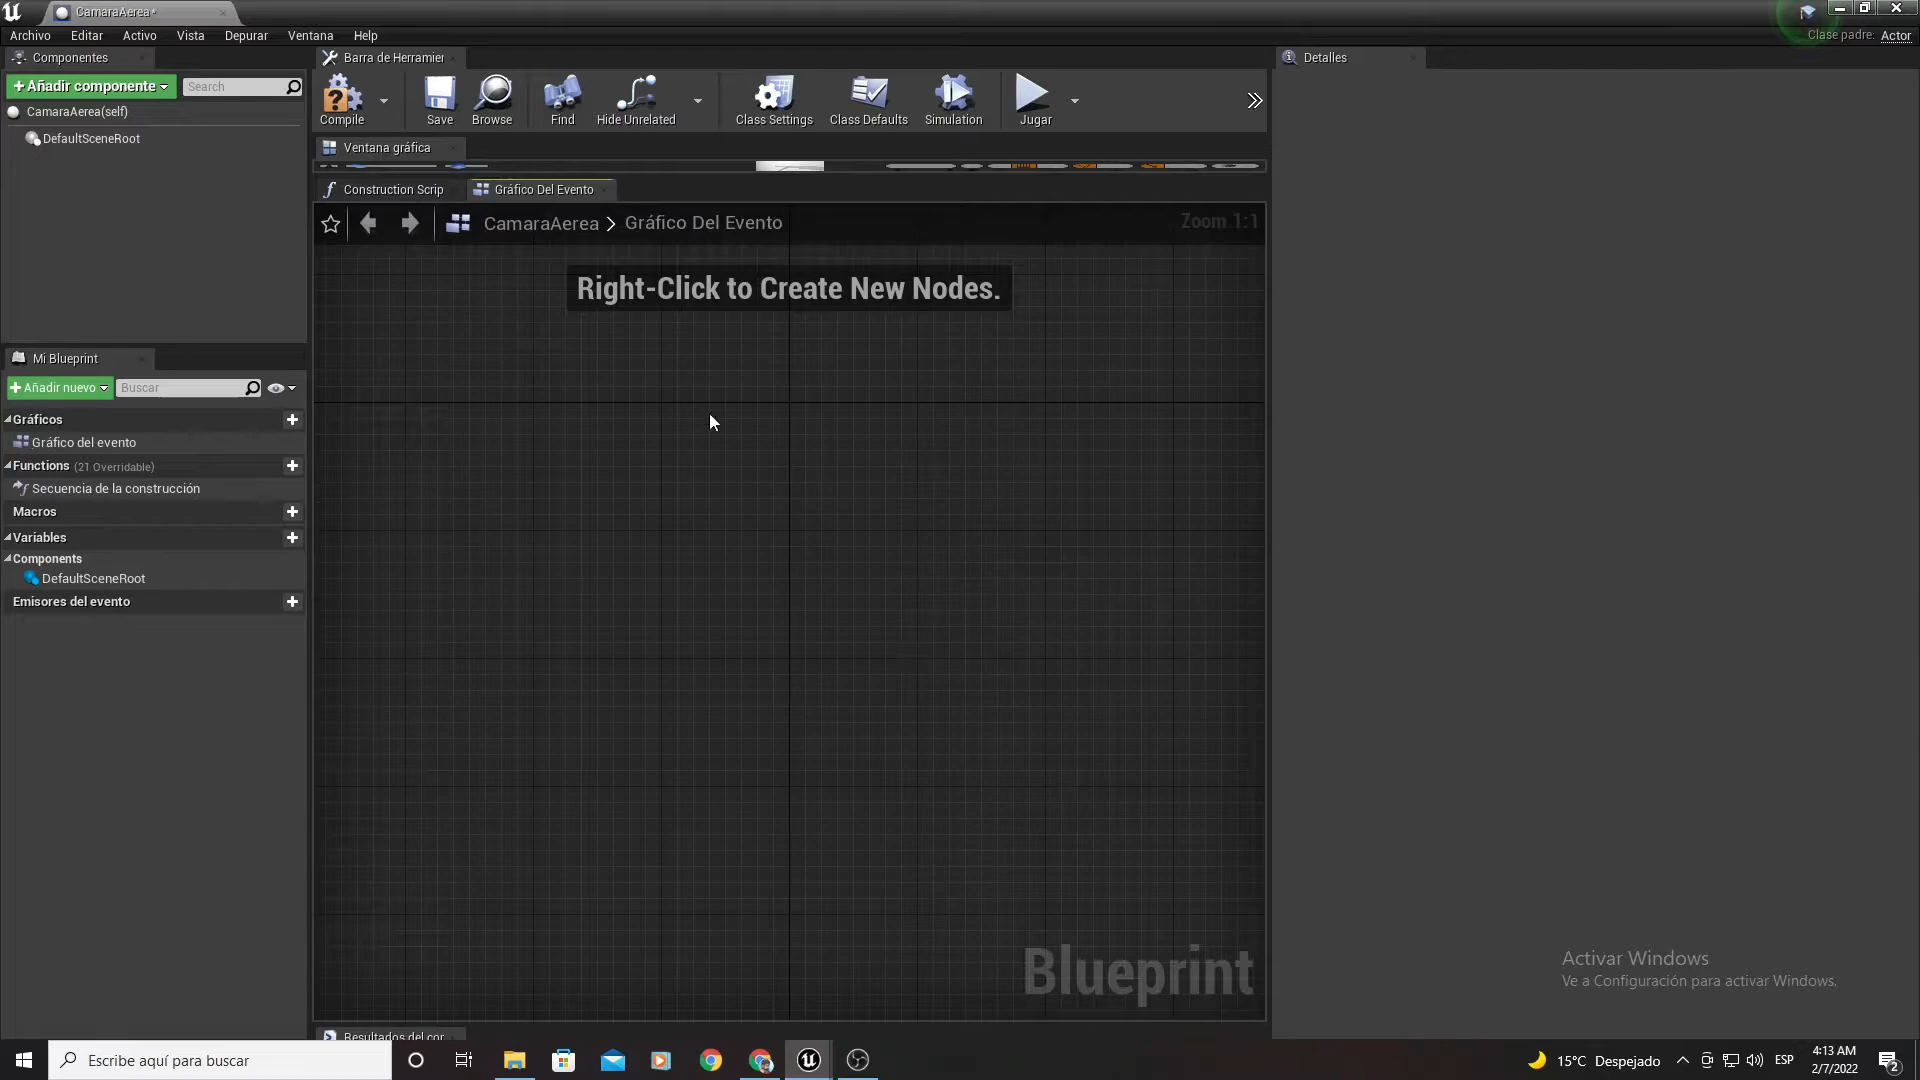 CamaraAerea*
Archivo Editar Activo Vista Depurar Ventana Help
Clase padre: Actor
Componentes
Barra de Herramier
Detalles
+Añadir componente
Search
Compile
Save
Browse
Find
Hide Unrelated
Class Settings
Class Defaults
Simulation
Jugar
CamaraAerea(self)
DefaultSceneRoot
Ventana gráfica
Construction Scrip
Gráfico Del Evento
CamaraAerea > Gráfico Del Evento
Zoom 1:1
Right-Click to Create New Nodes.
Mi Blueprint
+Añadir nuevo
Buscar
Gráficos
Gráfico del evento
Functions (21 Overridable)
Secuencia de la construcción
Macros
Variables
Components
DefaultSceneRoot
Emisores del evento
Blueprint
Activar Windows
Ve a Configuración para activar Windows.
Resultados del cor
Escribe aquí para buscar
15°C Despejado
ESP
4:13 AM
2/7/2022
2